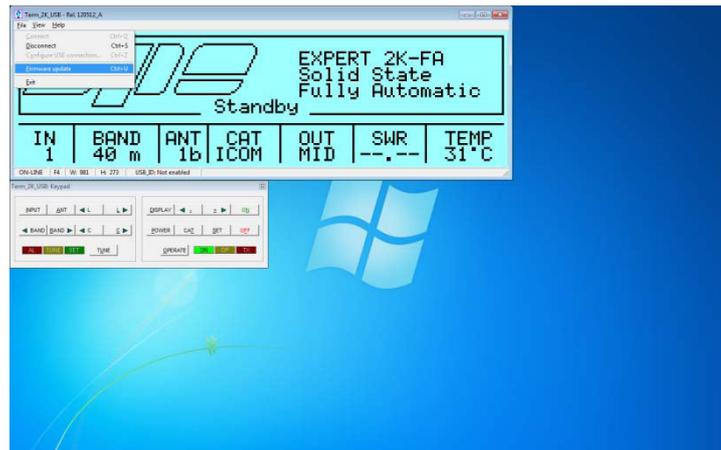 Term_2K_USB - Rel. 120512_A
File View Help
Connect Ctrl+Q
Disconnect Ctrl+S
Configure USB connection... Ctrl+Z
Firmware update Ctrl+U
Exit
EXPERT 2K-FA
Solid State
Fully Automatic
Standby
IN BAND ANT CAT OUT SWR TEMP
1 40 m 1b ICOM MID --.-- 31°C
ON-LINE F4 W: 981 H: 273 USB_ID: Not enabled
Term_2K_USB: Keypad
INPUT ANT ◄ L L ► DISPLAY ◄ ► ON
◄ BAND BAND ► ◄ C C ► POWER CAT SET OFF
AL TUNE SET TUNE OPERATE ON OP TX